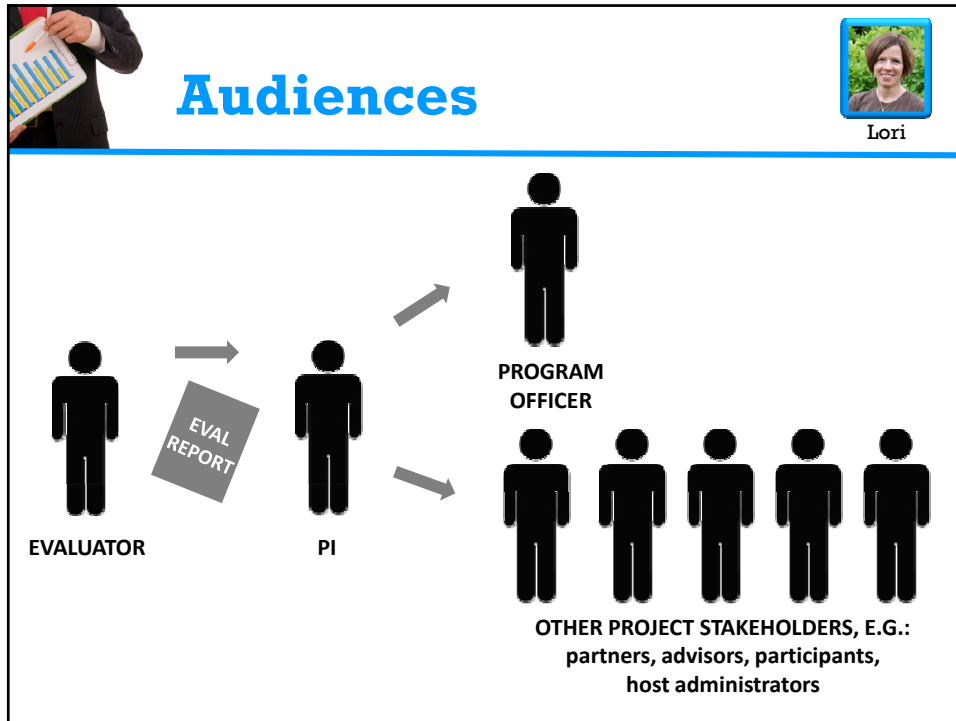 Audiences
Lori
PROGRAM
OFFICER
EVAL
REPORT
EVALUATOR
PI
OTHER PROJECT STAKEHOLDERS, E.G.:
partners, advisors, participants,
host administrators